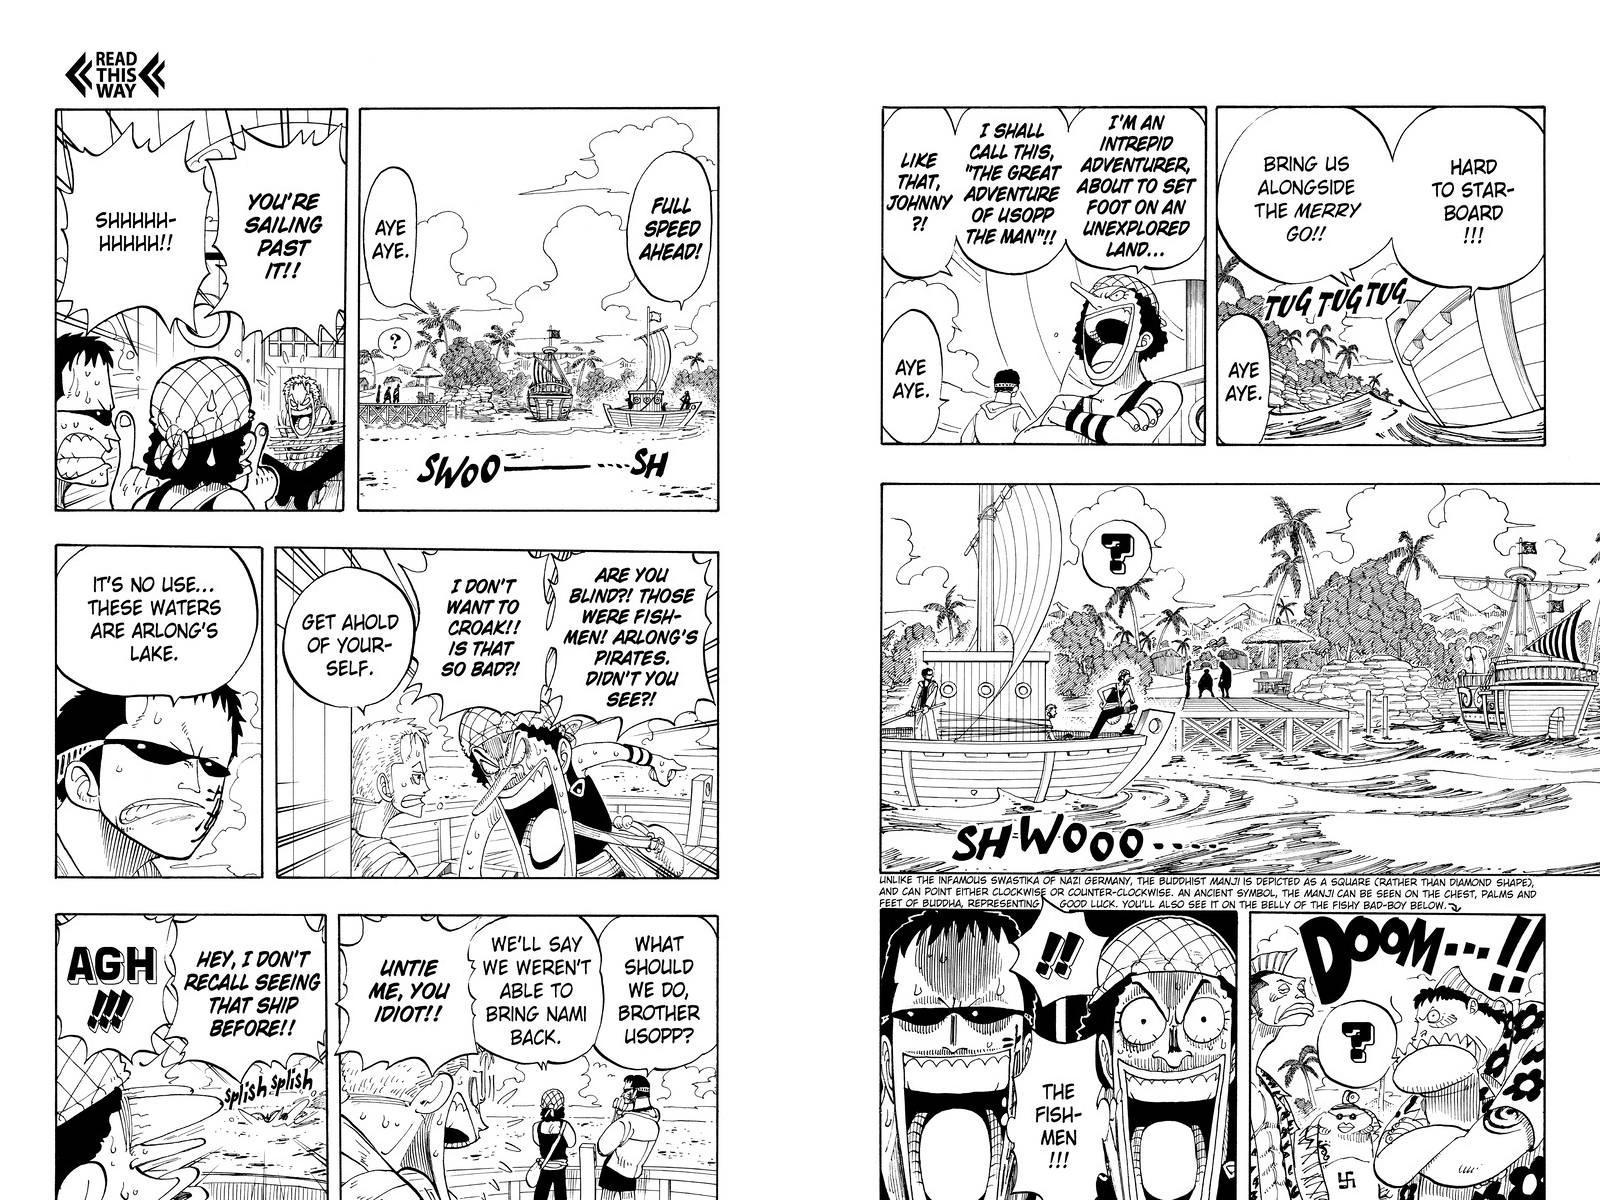 READ
THIS
WAY
HARD
TO STAR-
BOARD
!!!
BRING US
ALONGSIDE
THE MERRY
GO!!
TUG TUG TUG
AYE
AYE.
I'M AN
INTREPID
ADVENTURER,
ABOUT TO SET
FOOT ON AN
UNEXPLORED
LAND...
I SHALL
CALL THIS,
"THE GREAT
ADVENTURE
OF USOPP
THE MAN"!!
LIKE
THAT,
JOHNNY
?!
AYE
AYE.
?
SHWOOO.....
UNLIKE THE INFAMOUS SWASTIKA OF NAZI GERMANY, THE BUDDHIST MANJI IS DEPICTED AS A SQUARE (RATHER THAN DIAMOND SHAPE),
AND CAN POINT EITHER CLOCKWISE OR COUNTER-CLOCKWISE. AN ANCIENT SYMBOL, THE MANJI CAN BE SEEN ON THE CHEST, PALMS AND
FEET OF BUDDHA, REPRESENTING GOOD LUCK. YOU'LL ALSO SEE IT ON THE BELLY OF THE FISHY BAD-BOY BELOW.
DOOM...!!
?
卐
!!
THE
FISH-
MEN
!!!
FULL
SPEED
AHEAD!
AYE
AYE.
?
SWOO——....SH
YOU'RE
SAILING
PAST
IT!!
SHHHHH-
HHHHH!!
ARE YOU
BLIND?! THOSE
WERE FISH-
MEN! ARLONG'S
PIRATES.
DIDN'T YOU
SEE?!
I DON'T
WANT TO
CROAK!!
IS THAT
SO BAD?!
GET AHOLD
OF YOUR-
SELF.
IT'S NO USE...
THESE WATERS
ARE ARLONG'S
LAKE.
WHAT
SHOULD
WE DO,
BROTHER
USOPP?
WE'LL SAY
WE WEREN'T
ABLE TO
BRING NAMI
BACK.
UNTIE
ME, YOU
IDIOT!!
HEY, I DON'T
RECALL SEEING
THAT SHIP
BEFORE!!
splish splish
AGH
!!!